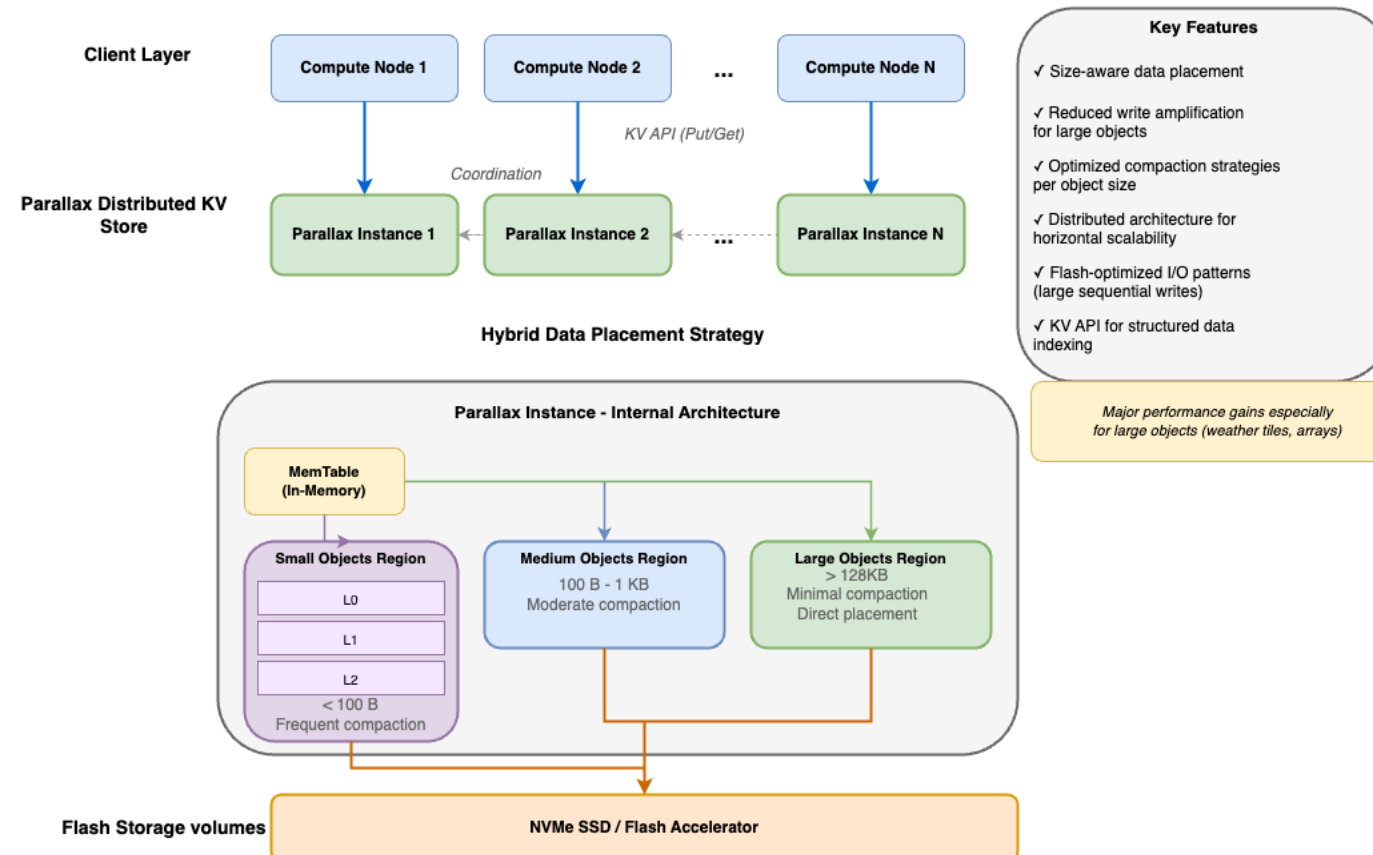 Client Layer
Compute Node 1
Compute Node 2
...
Compute Node N
KV API (Put/Get)
Coordination
Parallax Distributed KV
Store
Parallax Instance 1
Parallax Instance 2
...
Parallax Instance N
Key Features
✓ Size-aware data placement
✓ Reduced write amplification
for large objects
✓ Optimized compaction strategies
per object size
✓ Distributed architecture for
horizontal scalability
✓ Flash-optimized I/O patterns
(large sequential writes)
✓ KV API for structured data
indexing
Major performance gains especially
for large objects (weather tiles, arrays)
Hybrid Data Placement Strategy
Parallax Instance - Internal Architecture
MemTable
(In-Memory)
Small Objects Region
L0
L1
L2
< 100 B
Frequent compaction
Medium Objects Region
100 B - 1 KB
Moderate compaction
Large Objects Region
> 128KB
Minimal compaction
Direct placement
Flash Storage volumes
NVMe SSD / Flash Accelerator